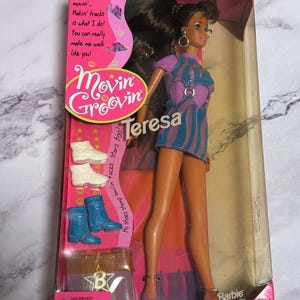 movin'.
Makin' tracks
is what I do!
You can really
make me walk
like you!
Movin'
Groovin'
Teresa
B
Barbie